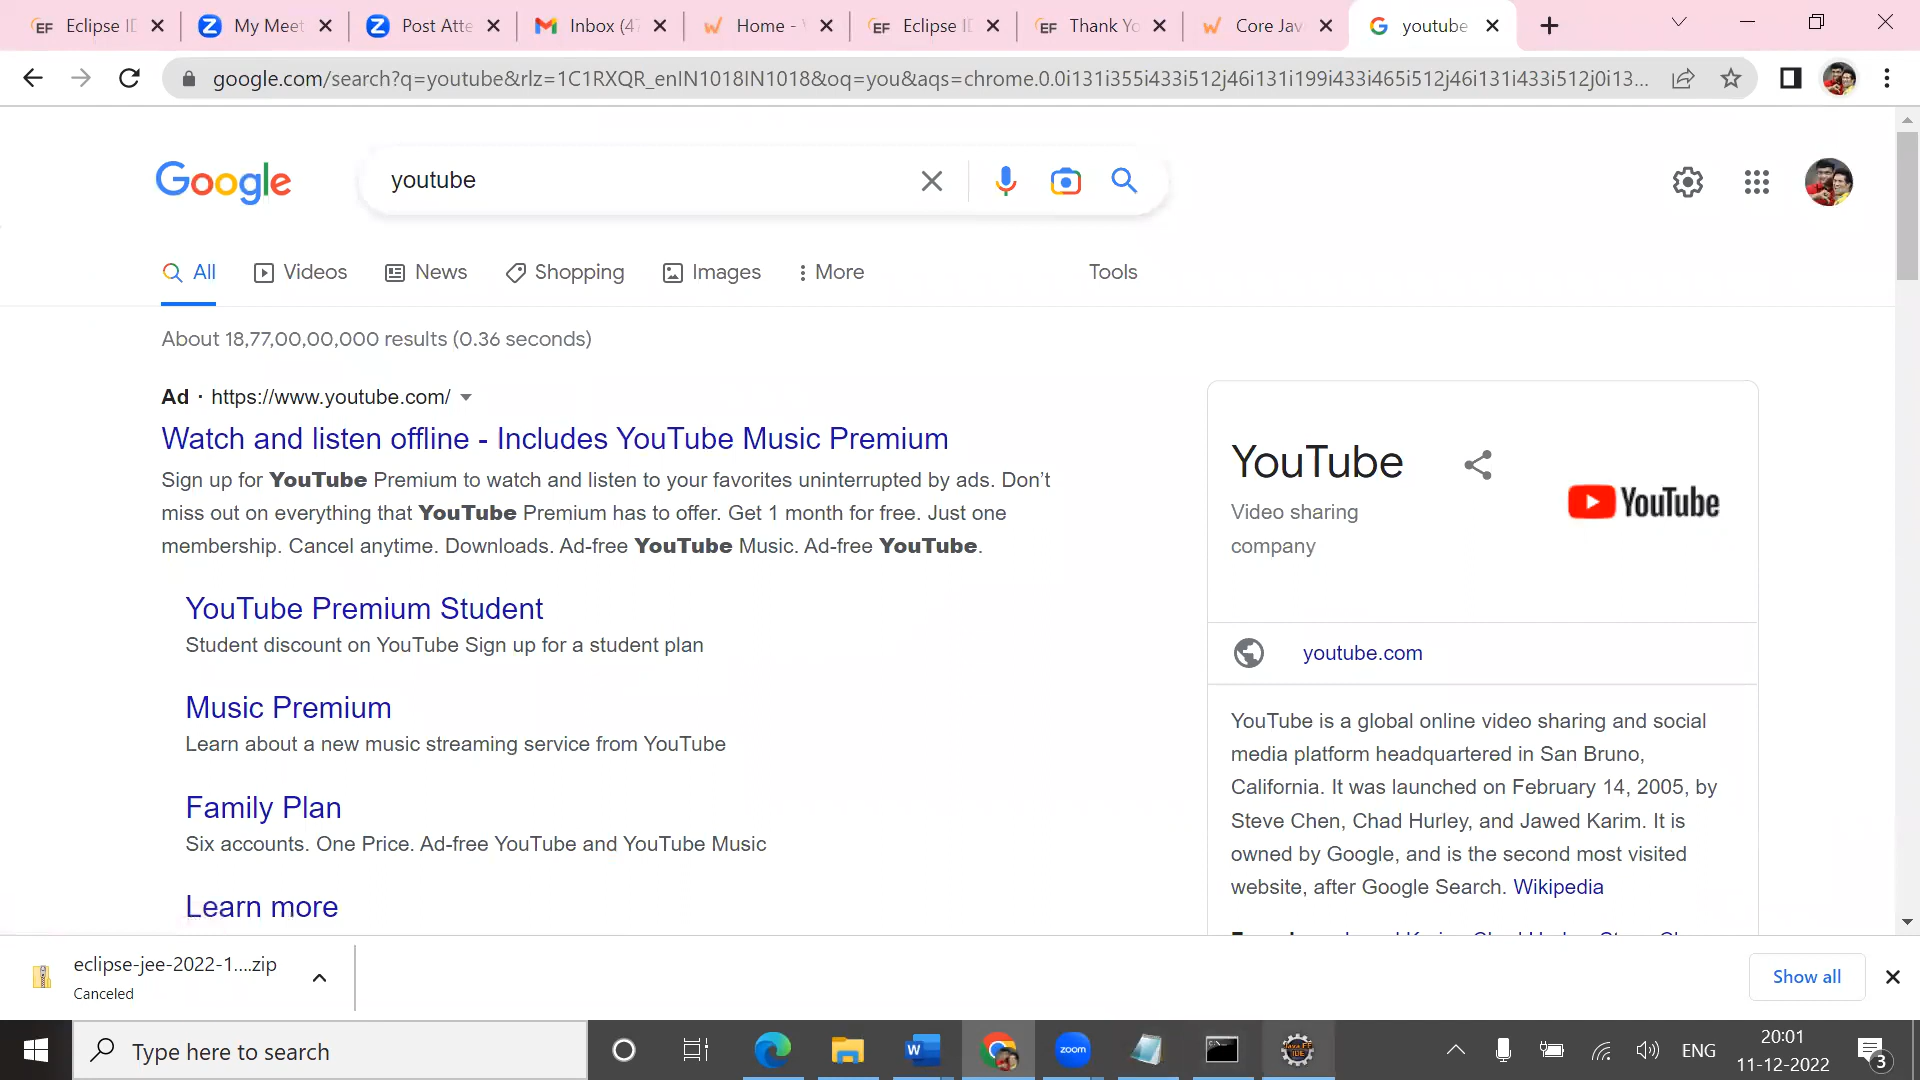 Eclipse ID
My Meet
Post Atte
Inbox (4
Home -
Eclipse ID
Thank Yo
Core Jav
youtube
google.com/search?q=youtube&rlz=1C1RXQR_enIN1018IN1018&oq=you&aqs=chrome.0.0i131i355i433i512j46i131i199i433i465i512j46i131i433i512j0i13...
Google
youtube
All
Videos
News
Shopping
Images
More
Tools
About 18,77,00,00,000 results (0.36 seconds)
Ad · https://www.youtube.com/
Watch and listen offline - Includes YouTube Music Premium
Sign up for YouTube Premium to watch and listen to your favorites uninterrupted by ads. Don’t
miss out on everything that YouTube Premium has to offer. Get 1 month for free. Just one
membership. Cancel anytime. Downloads. Ad-free YouTube Music. Ad-free YouTube.
YouTube Premium Student
Student discount on YouTube Sign up for a student plan
Music Premium
Learn about a new music streaming service from YouTube
Family Plan
Six accounts. One Price. Ad-free YouTube and YouTube Music
Learn more
YouTube
Video sharing
company
YouTube
youtube.com
YouTube is a global online video sharing and social
media platform headquartered in San Bruno,
California. It was launched on February 14, 2005, by
Steve Chen, Chad Hurley, and Jawed Karim. It is
owned by Google, and is the second most visited
website, after Google Search. Wikipedia
eclipse-jee-2022-1....zip
Canceled
Show all
Type here to search
zoom
ENG
20:01
11-12-2022
3